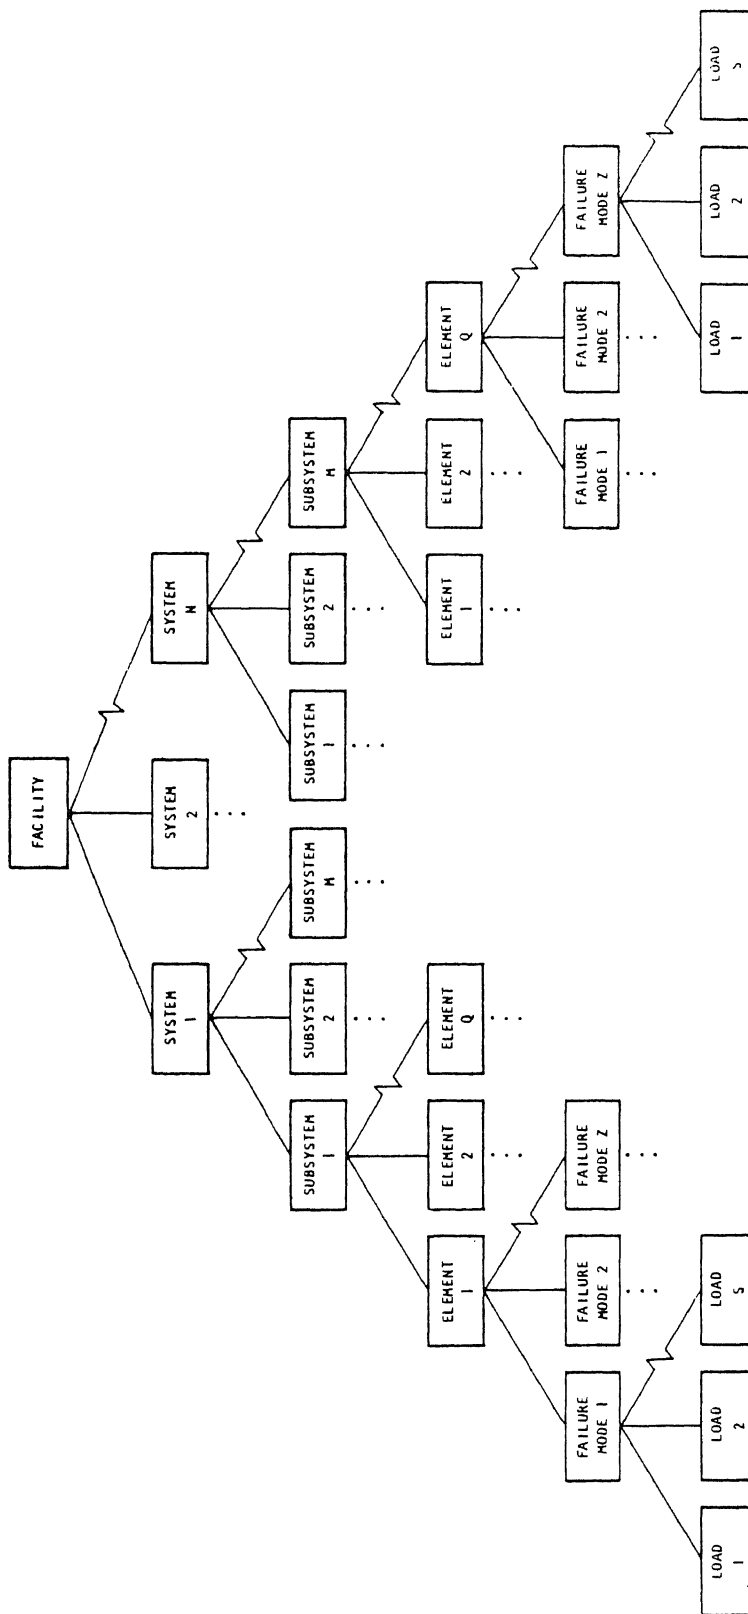 FACILITY
SYSTEM
1
SYSTEM
2
SYSTEM
N
SUBSYSTEM
1
SUBSYSTEM
2
SUBSYSTEM
M
SUBSYSTEM
1
SUBSYSTEM
2
SUBSYSTEM
M
ELEMENT
1
ELEMENT
2
ELEMENT
Q
ELEMENT
1
ELEMENT
2
ELEMENT
Q
FAILURE
MODE 1
FAILURE
MODE 2
FAILURE
MODE Z
FAILURE
MODE 1
FAILURE
MODE 2
FAILURE
MODE Z
LOAD
1
LOAD
2
LOAD
S
LOAD
1
LOAD
2
LOAD
S